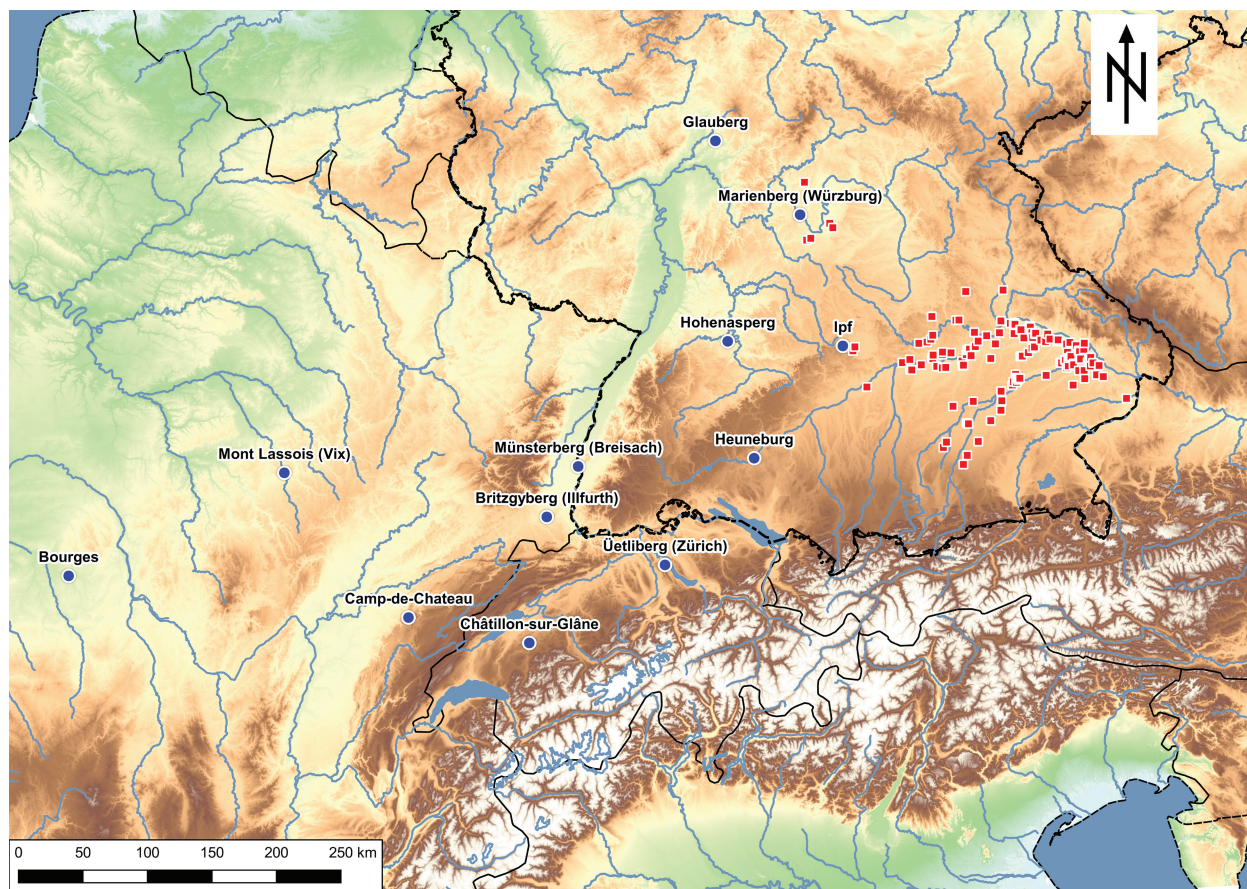 N
Glauberg
Marienberg (Würzburg)
Hohenasperg
Ipf
Heuneburg
Münsterberg (Breisach)
Mont Lassois (Vix)
Britzgyberg (Illfurth)
Üetliberg (Zürich)
Bourges
Camp-de-Chateau
Châtillon-sur-Glâne
0 50 100 150 200 250 km